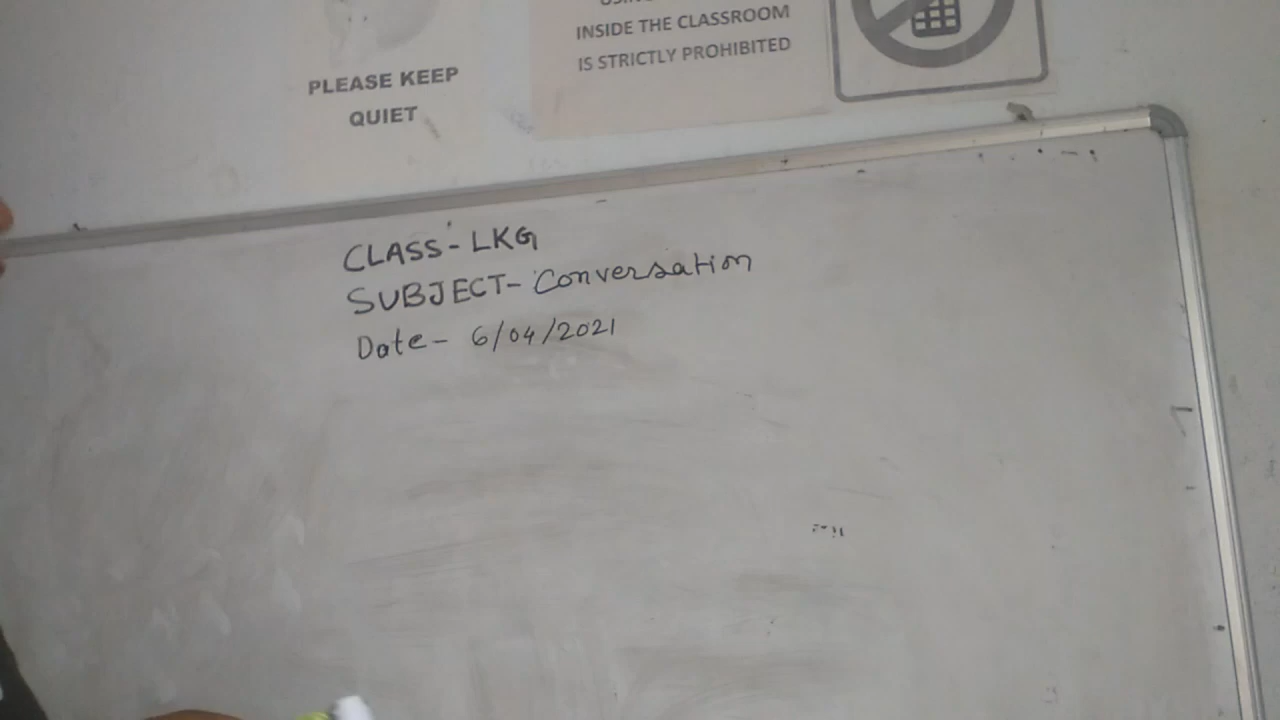 PLEASE KEEP
QUIET
INSIDE THE CLASSROOM
IS STRICTLY PROHIBITED
CLASS- LKG
SUBJECT- Conversation
Date- 6/04/2021